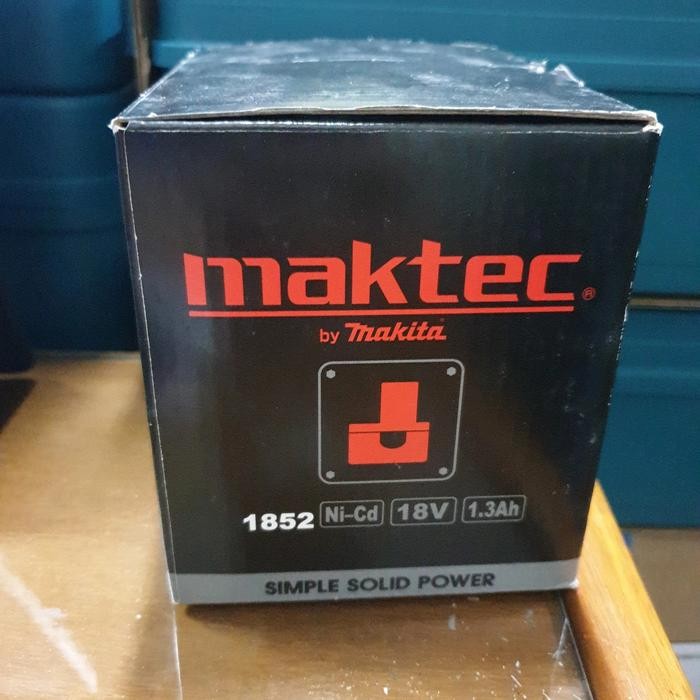 maktec®
by makita
1852 Ni-Cd 18V 1.3Ah
SIMPLE SOLID POWER